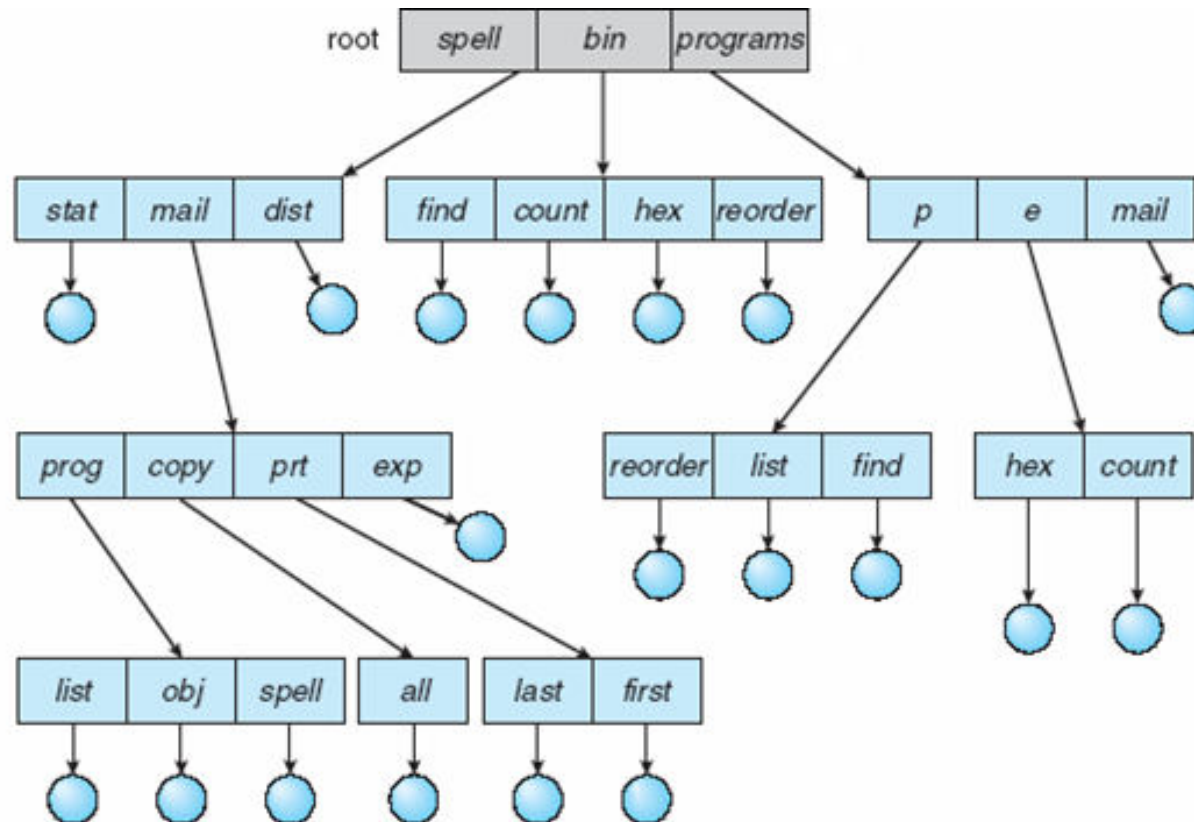 root spell bin programs
stat mail dist find count hex reorder p e mail
prog copy prt exp reorder list find hex count
list obj spell all last first